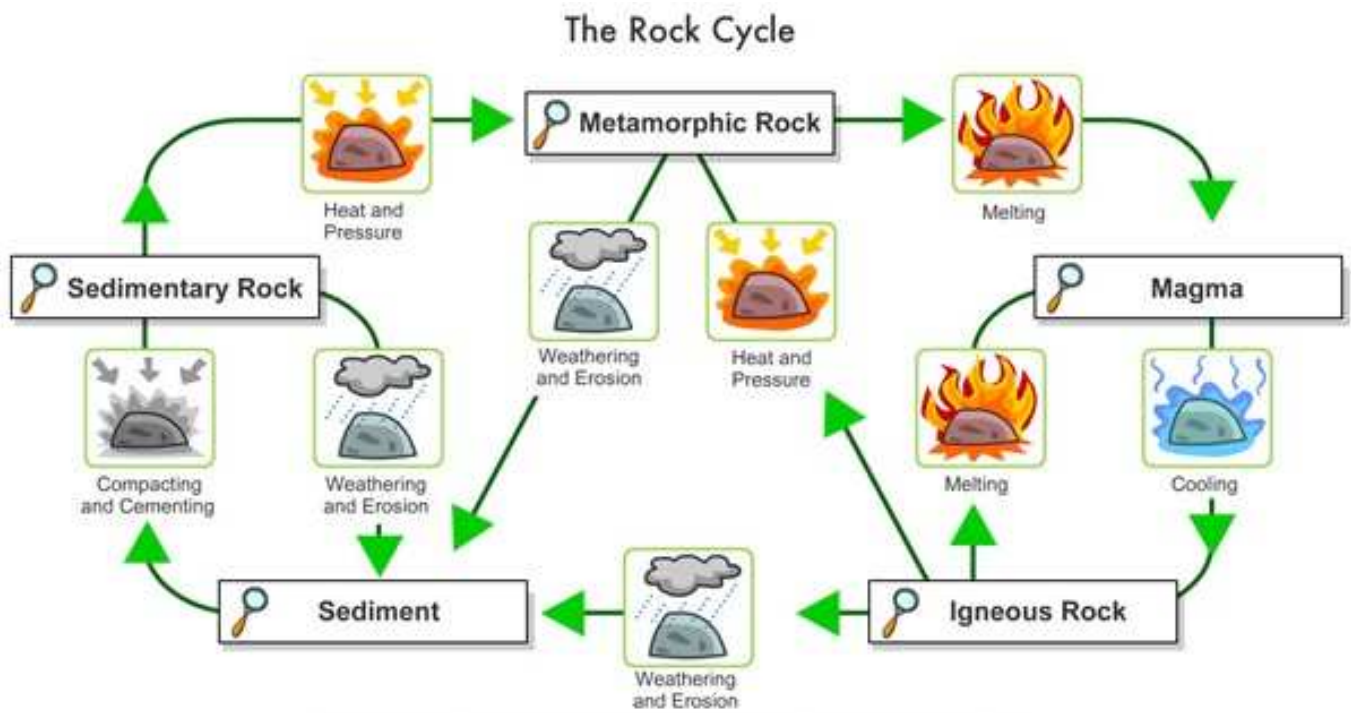 The Rock Cycle
Metamorphic Rock
Heat and
Pressure
Melting
Sedimentary Rock
Magma
Weathering
and Erosion
Heat and
Pressure
Compacting
and Cementing
Weathering
and Erosion
Melting
Cooling
Sediment
Igneous Rock
Weathering
and Erosion